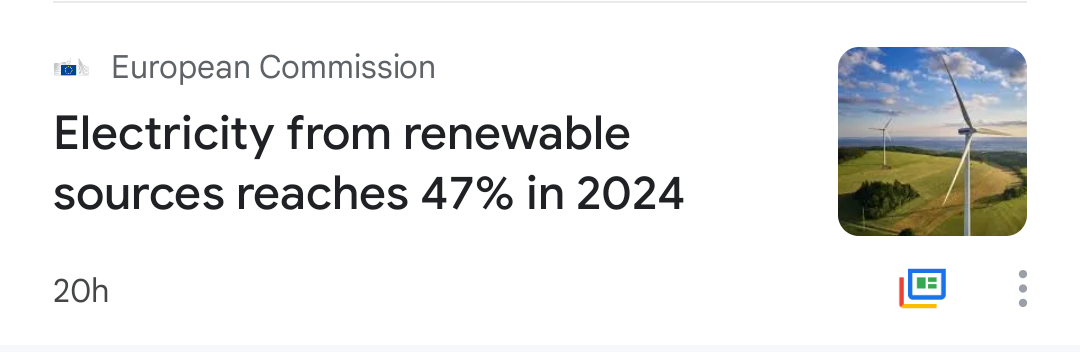 European Commission
Electricity from renewable
sources reaches 47% in 2024
20h